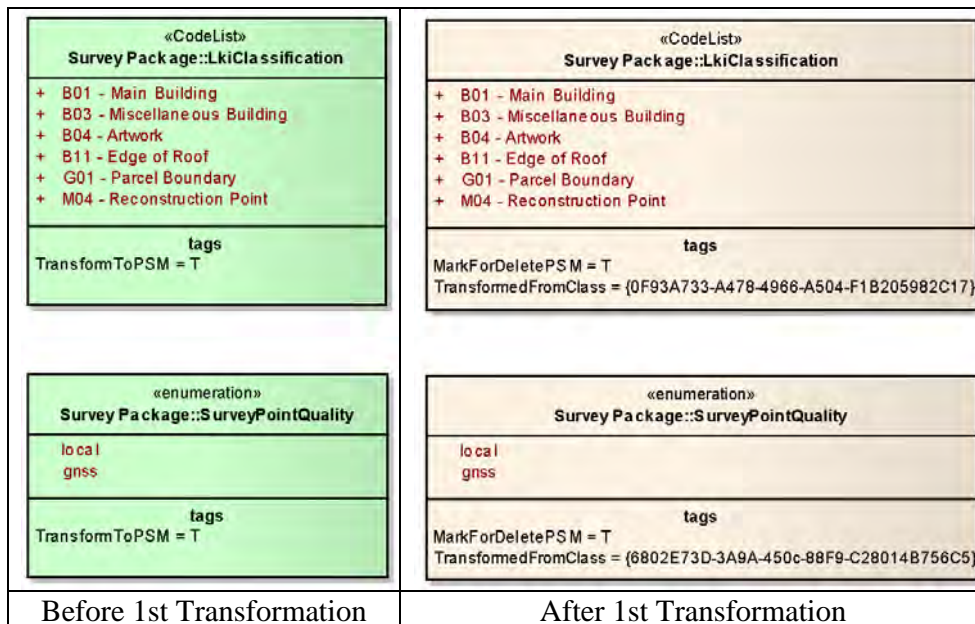 «CodeList»
Survey Package::LkiClassification
+ B01 - Main Building
+ B03 - Miscellaneous Building
+ B04 - Artwork
+ B11 - Edge of Roof
+ G01 - Parcel Boundary
+ M04 - Reconstruction Point
tags
TransformToPSM = T
«enumeration»
Survey Package::SurveyPointQuality
local
gnss
tags
TransformToPSM = T
Before 1st Transformation
«CodeList»
Survey Package::LkiClassification
+ B01 - Main Building
+ B03 - Miscellaneous Building
+ B04 - Artwork
+ B11 - Edge of Roof
+ G01 - Parcel Boundary
+ M04 - Reconstruction Point
tags
MarkForDeletePSM = T
TransformedFromClass = {0F93A733-A478-4966-A504-F1B205982C17}
«enumeration»
Survey Package::SurveyPointQuality
local
gnss
tags
MarkForDeletePSM = T
TransformedFromClass = {6802E73D-3A9A-450c-88F9-C28014B756C5}
After 1st Transformation